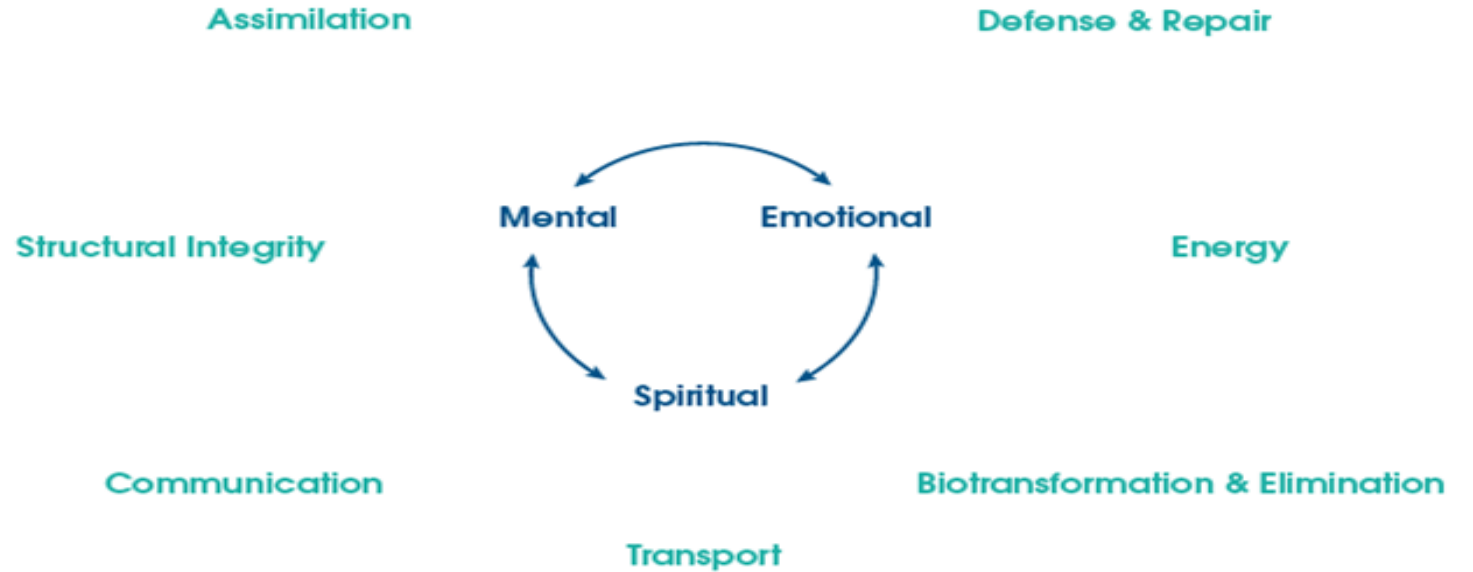 Assimilation
Defense & Repair
Mental
Emotional
Structural Integrity
Energy
Spiritual
Communication
Biotransformation & Elimination
Transport